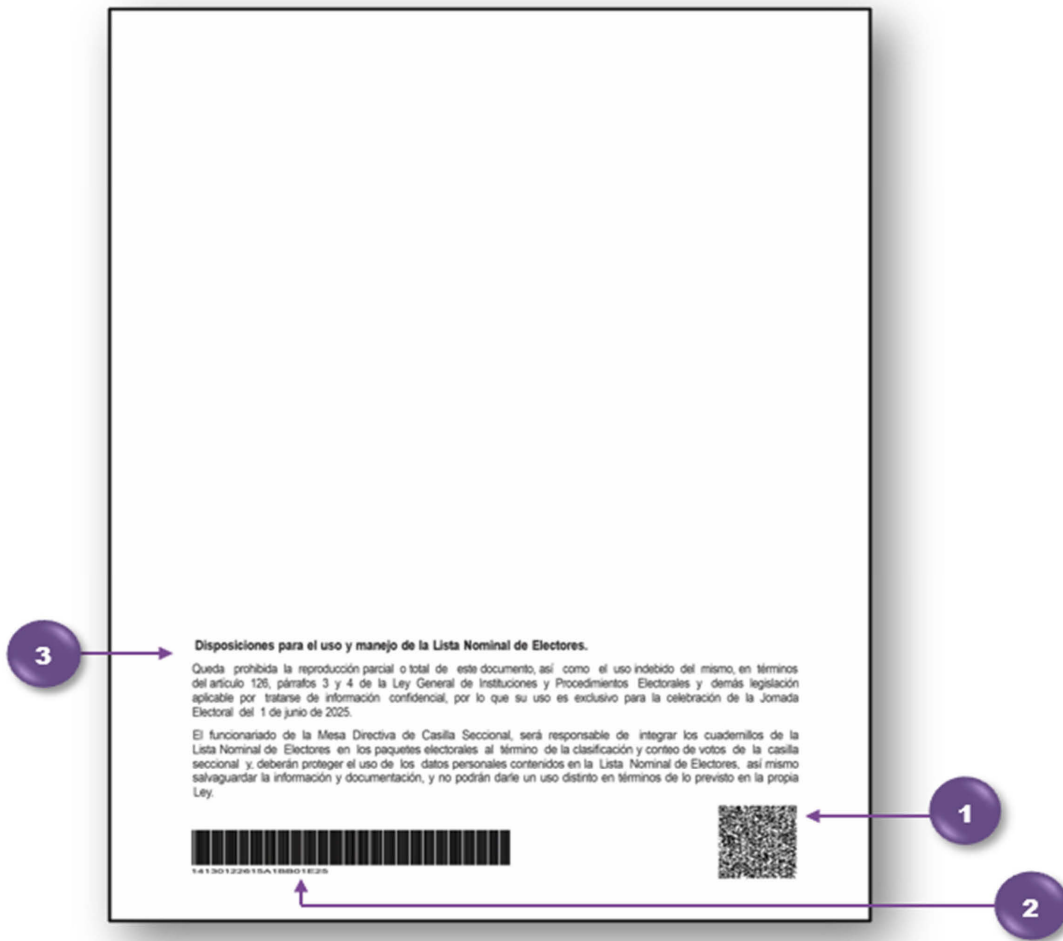 Disposiciones para el uso y manejo de la Lista Nominal de Electores.
Queda prohibida la reproducción parcial o total de este documento, así como el uso indebido del mismo, en términos
del artículo 126, párrafos 3 y 4 de la Ley General de Instituciones y Procedimientos Electorales y demás legislación
aplicable por tratarse de información confidencial, por lo que su uso es exclusivo para la celebración de la Jornada
Electoral del 1 de junio de 2025.
El funcionariado de la Mesa Directiva de Casilla Seccional, será responsable de integrar los cuadernillos de la
Lista Nominal de Electores en los paquetes electorales al término de la clasificación y conteo de votos de la casilla
seccional y, deberán proteger el uso de los datos personales contenidos en la Lista Nominal de Electores, así mismo
salvaguardar la información y documentación, y no podrán darle un uso distinto en términos de lo previsto en la propia
Ley.
3
1
14130122615A1BB01E25
2